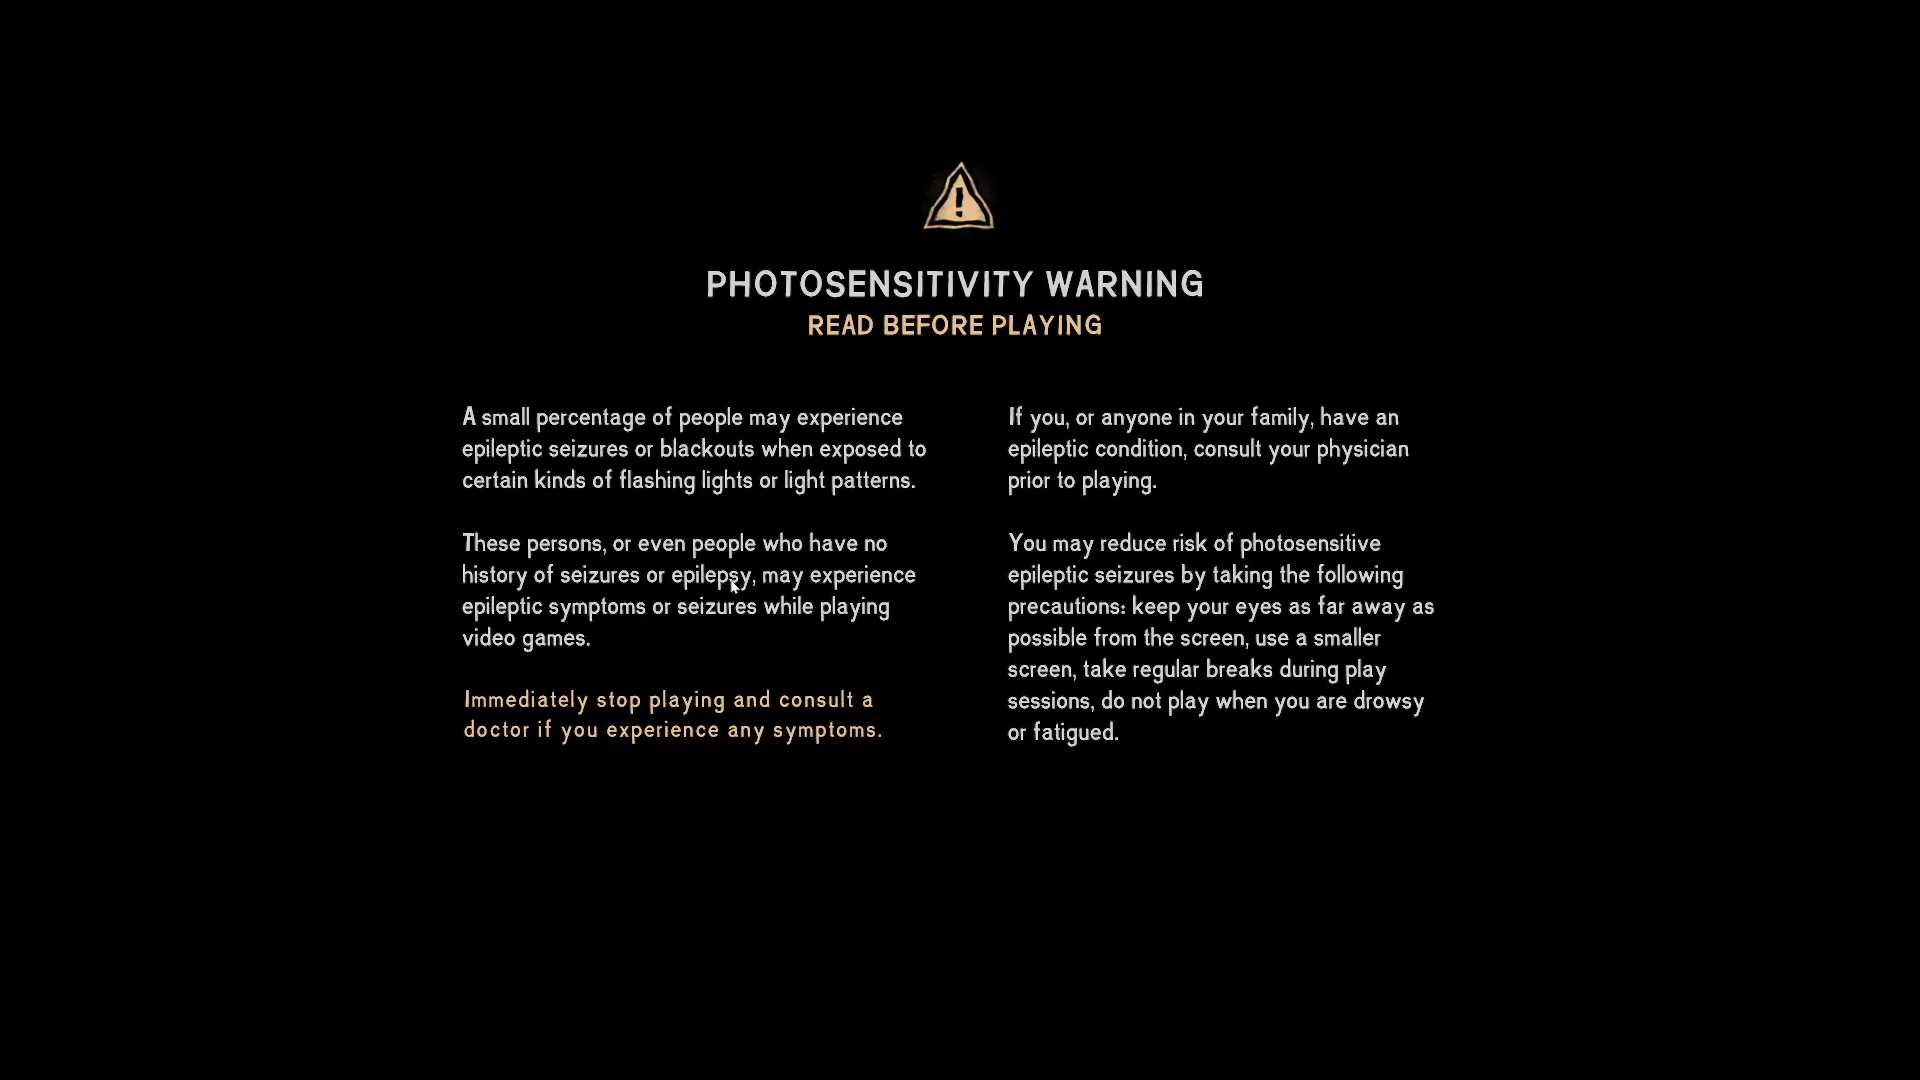 PHOTOSENSITIVITY WARNING
READ BEFORE PLAYING
A small percentage of people may experience
epileptic seizures or blackouts when exposed to
certain kinds of flashing lights or light patterns.
These persons, or even people who have no
history of seizures or epilepsy, may experience
epileptic symptoms or seizures while playing
video games.
Immediately stop playing and consult a
doctor if you experience any symptoms.
If you, or anyone in your family, have an
epileptic condition, consult your physician
prior to playing.
You may reduce risk of photosensitive
epileptic seizures by taking the following
precautions: keep your eyes as far away as
possible from the screen, use a smaller
screen, take regular breaks during play
sessions, do not play when you are drowsy
or fatigued.